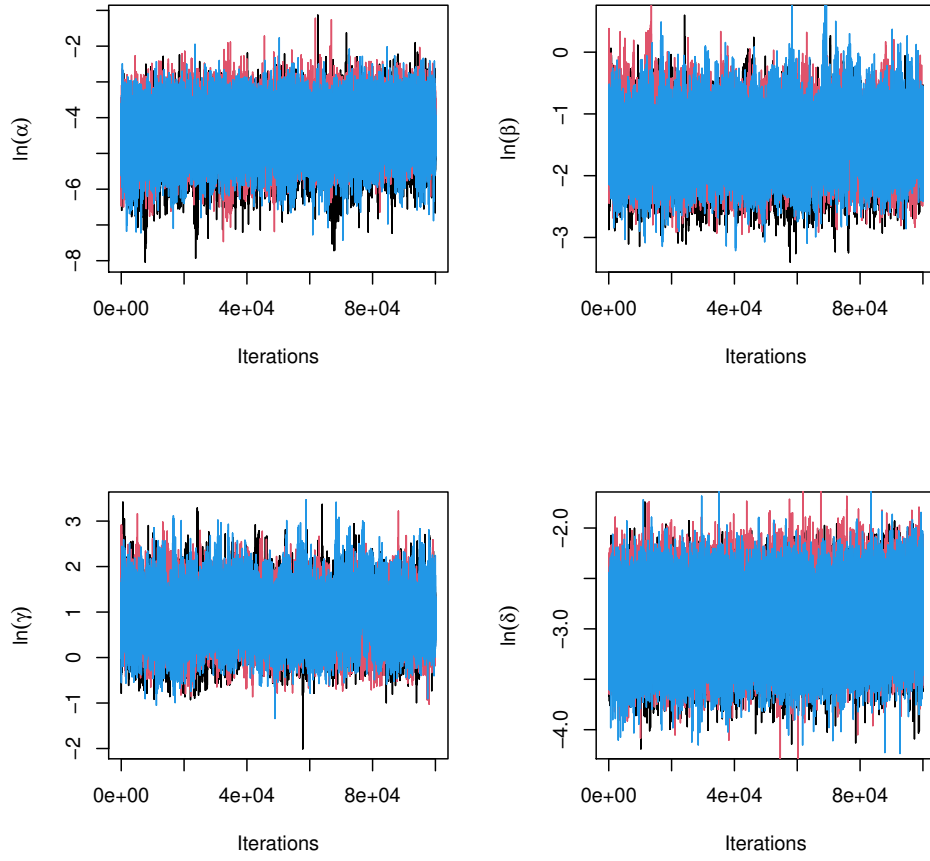 ln(α)
-2
-4
-6
-8
0e+00 4e+04 8e+04
Iterations
ln(β)
0
-1
-2
-3
0e+00 4e+04 8e+04
Iterations
ln(γ)
3
2
1
0
-1
-2
0e+00 4e+04 8e+04
Iterations
ln(δ)
-2.0
-3.0
-4.0
0e+00 4e+04 8e+04
Iterations